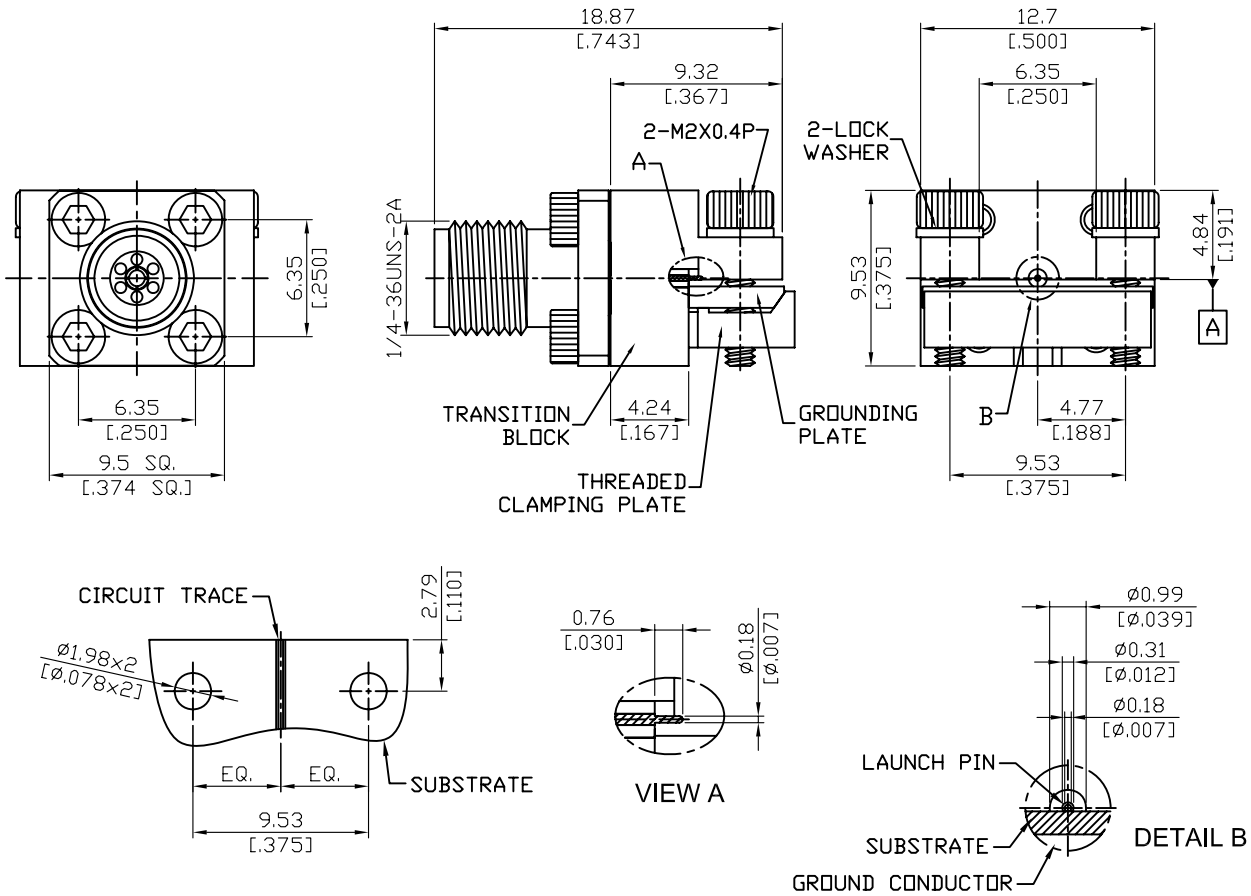 18.87
[.743]
9.32
[.367]
2-M2X0.4P
A
12.7
[.500]
6.35
[.250]
2-LOCK
WASHER
6.35
[.250]
6.35
[.250]
9.5 SQ.
[.374 SQ.]
1/4-36UNS-2A
TRANSITION
BLOCK
4.24
[.167]
GROUNDING
PLATE
THREADED
CLAMPING PLATE
9.53
[.375]
4.84
[.191]
A
B
4.77
[.188]
9.53
[.375]
CIRCUIT TRACE
2.79
[.110]
Ø1.98×2
[Ø.078×2]
EQ.
EQ.
SUBSTRATE
9.53
[.375]
0.76
[.030]
Ø0.18
[Ø.007]
VIEW A
Ø0.99
[Ø.039]
Ø0.31
[Ø.012]
Ø0.18
[Ø.007]
LAUNCH PIN
SUBSTRATE
GROUND CONDUCTOR
DETAIL B